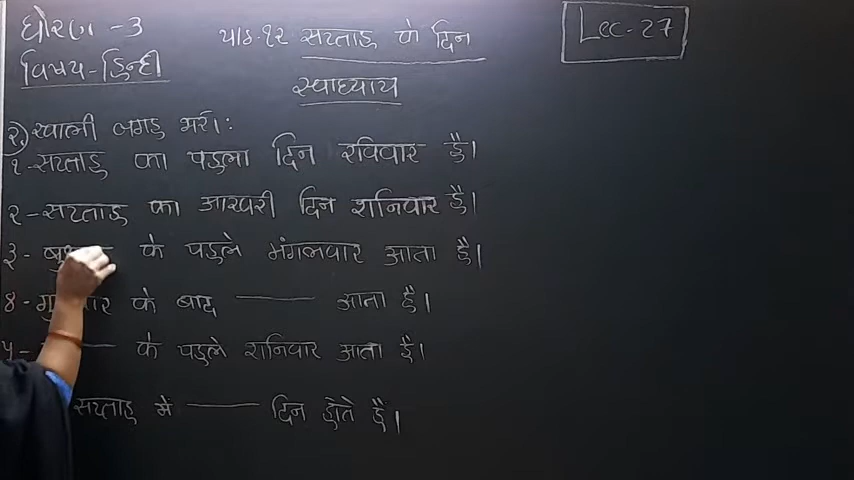 धोरण -3
पाठ.१२ सप्ताह के दिन
Lec-27
विषय-हिन्दी
स्वाध्याय
२. खाली जगह भरो।:
१-सप्ताह का पहला दिन रविवार है।
२-सप्ताह का आखरी दिन शनिवार है।
३- के पहले मंगलवार आता है।
४- के बाद —— आता है।
५- —— के पहले शनिवार आता है।
सप्ताह में —— दिन होते है।